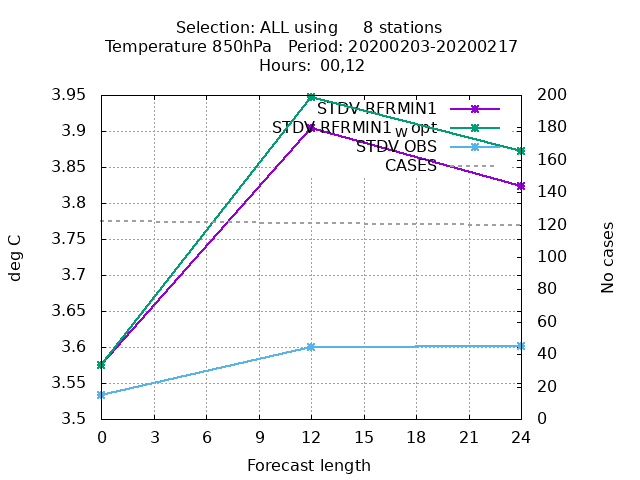 Selection: ALL using     8 stations
Temperature 850hPa   Period: 20200203-20200217
Hours:  00,12
STDV RFRMIN1
STDV RFRMIN1_W opt
STDV OBS
CASES
deg C
No cases
3.95
3.9
3.85
3.8
3.75
3.7
3.65
3.6
3.55
3.5
200
180
160
140
120
100
80
60
40
20
0
0 3 6 9 12 15 18 21 24
Forecast length